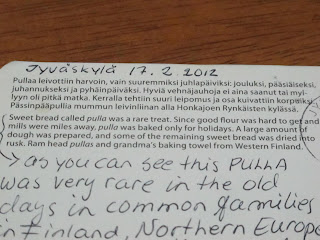 Jyväskylä 17.2.2012
Pullaa leivottiin harvoin, vain suuremmiksi juhlapäiviksi: jouluksi, pääsiäiseksi,
juhannukseksi ja pyhäinpäiväksi. Hyviä vehnäjauhoja ei aina saanut tai myl-
lyyn oli pitkä matka. Kerralla tehtiin suuri leipomus ja osa kuivattiin korpuiksi.
Pässinpääpullia mummun leivinliinan alla Honkajoen Rynkäisten kylässä.
Sweet bread called pulla was a rare treat. Since good flour was hard to get and
mills were miles away, pulla was baked only for holidays. A large amount of
dough was prepared, and some of the remaining sweet bread was dried into
rusk. Ram head pullas and grandma's baking towel from Western Finland.
> as you can see this PULLA
was very rare in the old
days in common families
in Finland, Northern Europe